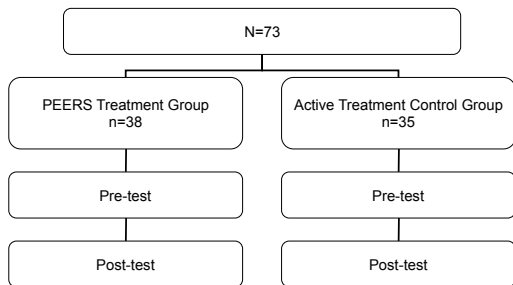 N=73
PEERS Treatment Group
n=38
Active Treatment Control Group
n=35
Pre-test
Pre-test
Post-test
Post-test